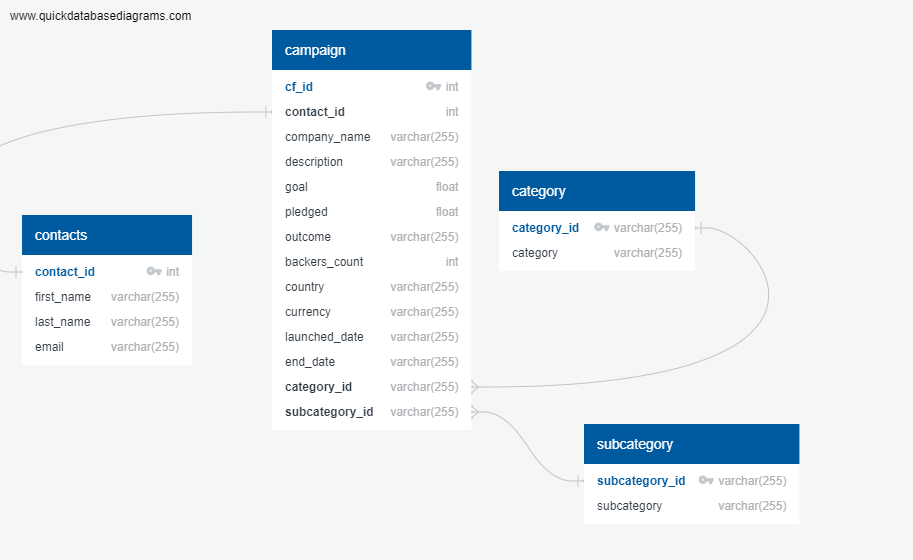 www.quickdatabasediagrams.com
campaign
cf_id int
contact_id int
company_name varchar(255)
description varchar(255)
goal float
pledged float
outcome varchar(255)
backers_count int
country varchar(255)
currency varchar(255)
launched_date varchar(255)
end_date varchar(255)
category_id varchar(255)
subcategory_id varchar(255)
contacts
contact_id int
first_name varchar(255)
last_name varchar(255)
email varchar(255)
category
category_id varchar(255)
category varchar(255)
subcategory
subcategory_id varchar(255)
subcategory varchar(255)